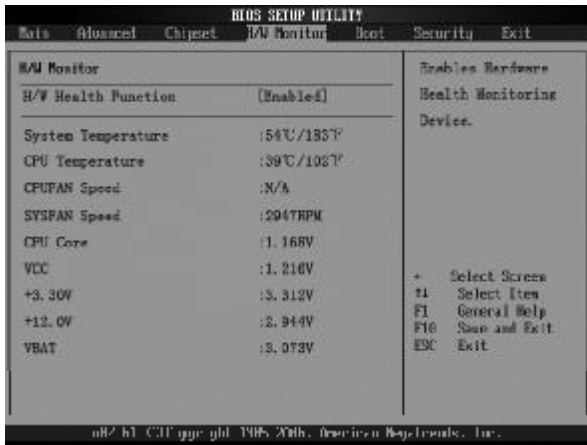 BIOS SETUP UTILITY
Main Advanced Chipset H/W Monitor Boot Security Exit
H/W Monitor
H/W Health Function [Enabled]
System Temperature :54℃/183℉
CPU Temperature :39℃/102℉
CPUFAN Speed :N/A
SYSFAN Speed :2947RPM
CPU Core :1.168V
VCC :1.216V
+3.30V :3.312V
+12.0V :2.944V
VBAT :3.073V
Enables Hardware
Health Monitoring
Device.
Select Screen
↑↓ Select Item
F1 General Help
F10 Save and Exit
ESC Exit
American Megatrends, Inc.